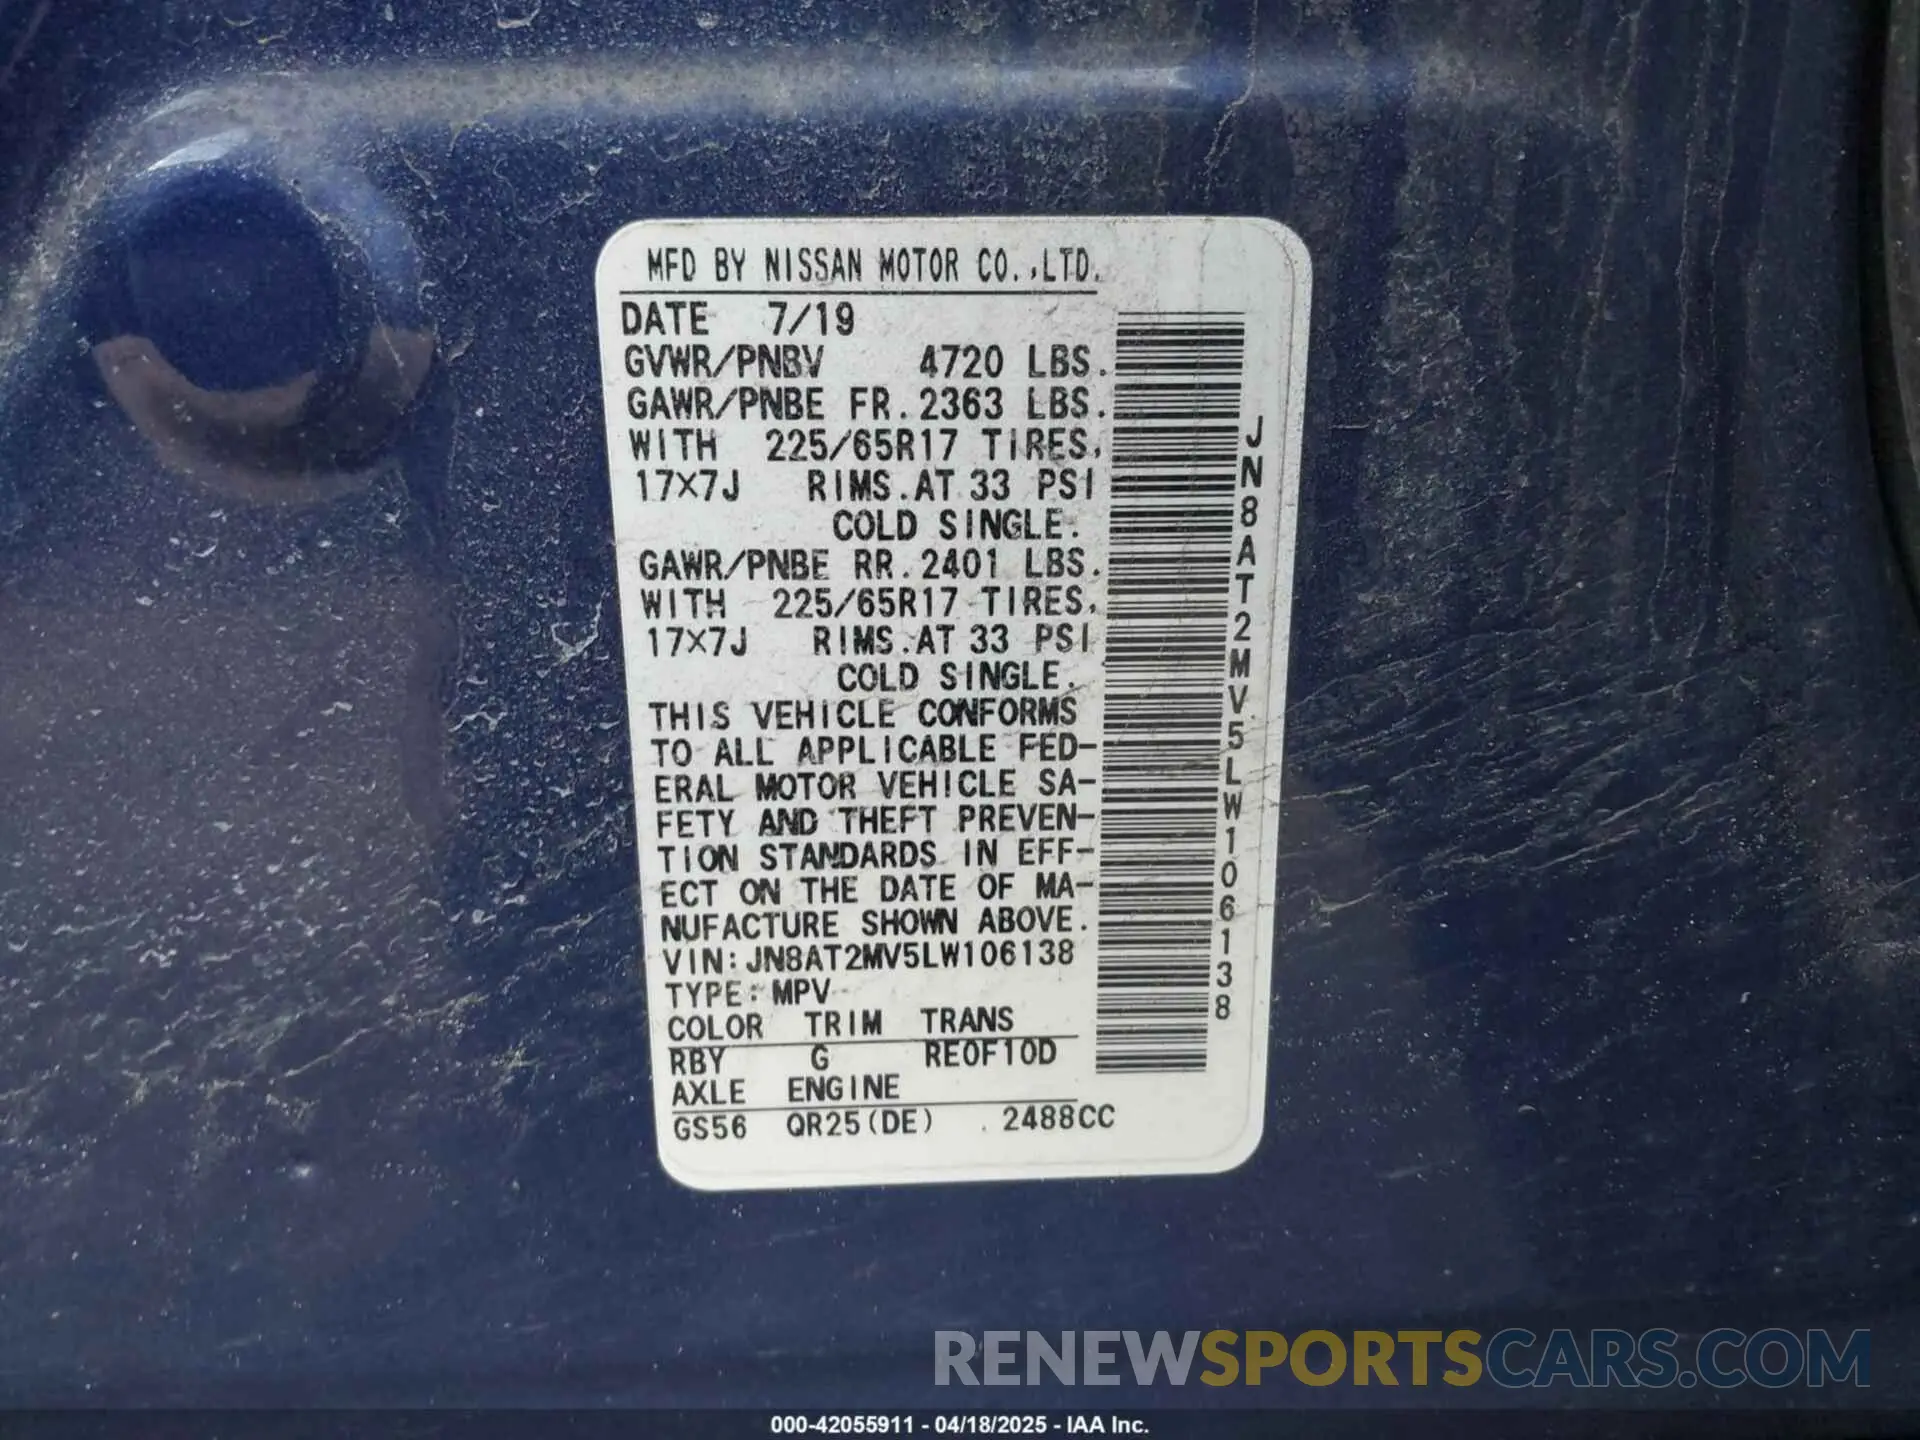 MFD BY NISSAN MOTOR CO.,LTD.
DATE 7/19
GVWR/PNBV 4720 LBS.
GAWR/PNBE FR. 2363 LBS.
WITH 225/65R17 TIRES,
17X7J RIMS.AT 33 PSI
COLD SINGLE.
GAWR/PNBE RR. 2401 LBS.
WITH 225/65R17 TIRES,
17X7J RIMS.AT 33 PSI
COLD SINGLE.
THIS VEHICLE CONFORMS
TO ALL APPLICABLE FED-
ERAL MOTOR VEHICLE SA-
FETY AND THEFT PREVEN-
TION STANDARDS IN EFF-
ECT ON THE DATE OF MA-
NUFACTURE SHOWN ABOVE.
VIN:JN8AT2MV5LW106138
TYPE:MPV
COLOR TRIM TRANS
RBY G RE0F10D
AXLE ENGINE
GS56 QR25(DE) 2488CC
JN8AT2MV5LW106138
RENEWSPORTSCARS.COM
000-42055911 - 04/18/2025 - IAA Inc.